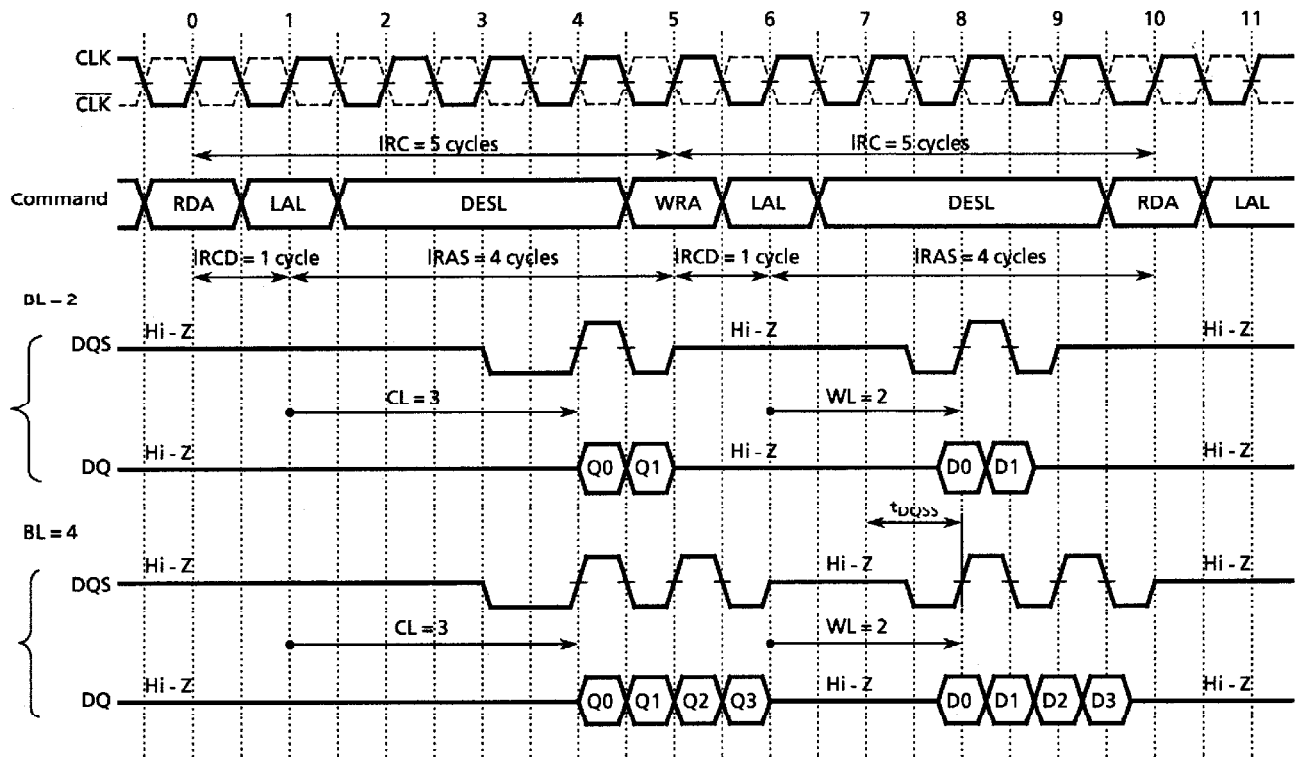 0 1 2 3 4 5 6 7 8 9 10 11
CLK
CLK
IRC = 5 cycles IRC = 5 cycles
Command RDA LAL DESL WRA LAL DESL RDA LAL
IRCD = 1 cycle IRAS = 4 cycles IRCD = 1 cycle IRAS = 4 cycles
BL = 2
Hi - Z Hi - Z Hi - Z
DQS
CL = 3 WL = 2
Hi - Z Hi - Z Hi - Z
DQ Q0 Q1 D0 D1
tDQSS
BL = 4
Hi - Z Hi - Z Hi - Z
DQS
CL = 3 WL = 2
Hi - Z Hi - Z Hi - Z
DQ Q0 Q1 Q2 Q3 D0 D1 D2 D3